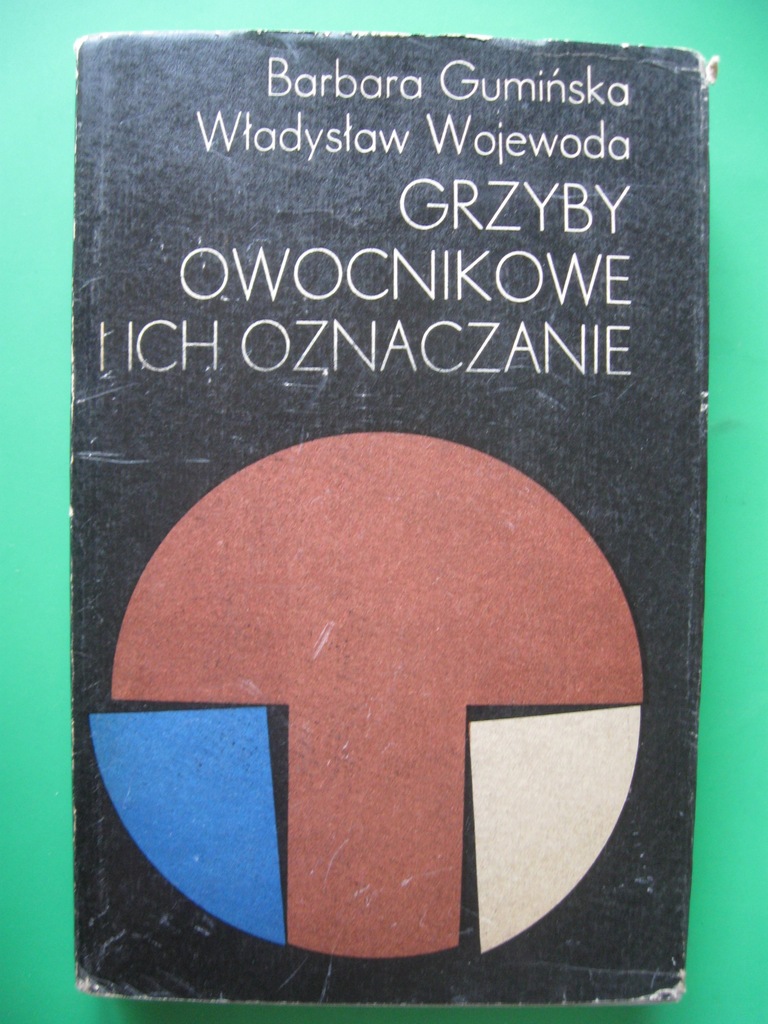 Barbara Gumińska
Władysław Wojewoda
GRZYBY
OWOCNIKOWE
I ICH OZNACZANIE